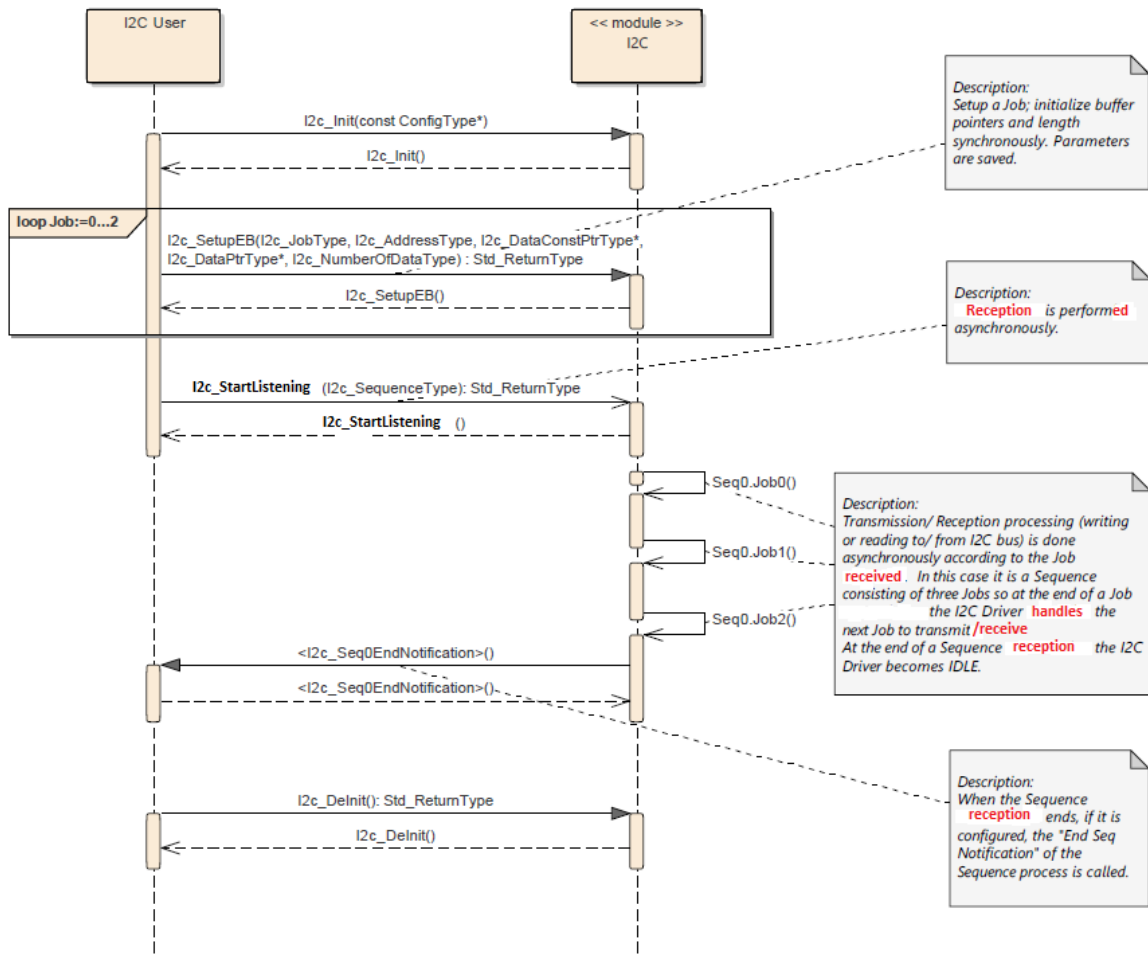 I2C User
<< module >>
I2C
Description:
Setup a Job; initialize buffer
pointers and length
synchronously. Parameters
are saved.
I2c_Init(const ConfigType*)
I2c_Init()
loop Job:=0...2
I2c_SetupEB(I2c_JobType, I2c_AddressType, I2c_DataConstPtrType*,
I2c_DataPtrType*, I2c_NumberOfDataType) : Std_ReturnType
I2c_SetupEB()
Description:
Reception is performed
asynchronously.
I2c_StartListening (I2c_SequenceType): Std_ReturnType
I2c_StartListening ()
Seq0.Job0()
Seq0.Job1()
Seq0.Job2()
Description:
Transmission/ Reception processing (writing
or reading to/ from I2C bus) is done
asynchronously according to the Job
received. In this case it is a Sequence
consisting of three Jobs so at the end of a Job
the I2C Driver handles the
next Job to transmit/receive
At the end of a Sequence reception the I2C
Driver becomes IDLE.
<I2c_Seq0EndNotification>()
<I2c_Seq0EndNotification>()
Description:
When the Sequence
reception ends, if it is
configured, the "End Seq
Notification" of the
Sequence process is called.
I2c_DeInit(): Std_ReturnType
I2c_DeInit()